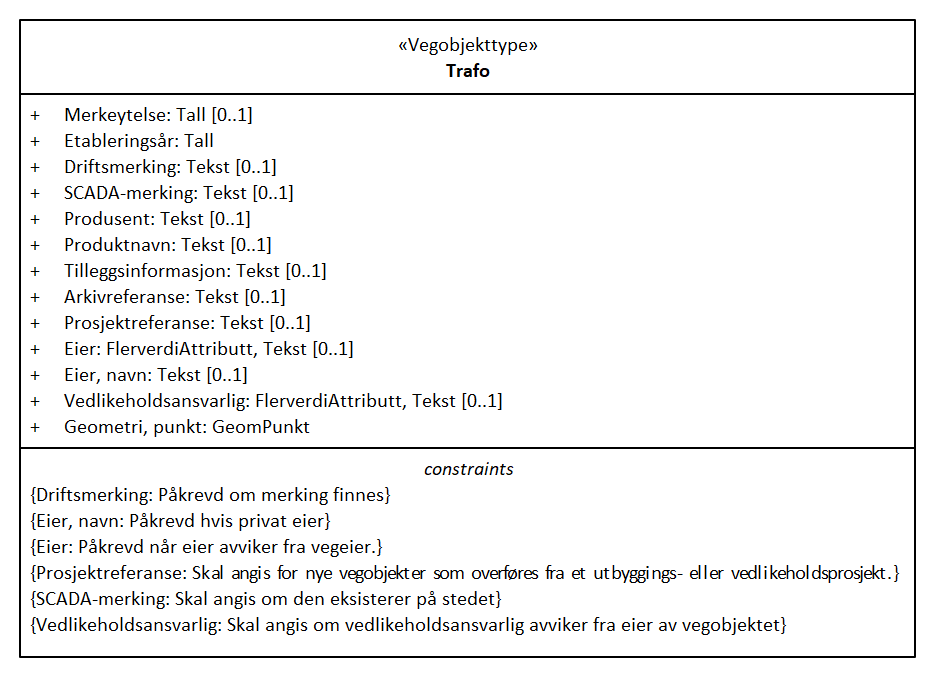 «Vegobjekttype»
Trafo
+ Merkeytelse: Tall [0..1]
+ Etableringsår: Tall
+ Driftsmerking: Tekst [0..1]
+ SCADA-merking: Tekst [0..1]
+ Produsent: Tekst [0..1]
+ Produktnavn: Tekst [0..1]
+ Tilleggsinformasjon: Tekst [0..1]
+ Arkivreferanse: Tekst [0..1]
+ Prosjektreferanse: Tekst [0..1]
+ Eier: FlerverdiAttributt, Tekst [0..1]
+ Eier, navn: Tekst [0..1]
+ Vedlikeholdsansvarlig: FlerverdiAttributt, Tekst [0..1]
+ Geometri, punkt: GeomPunkt
constraints
{Driftsmerking: Påkrevd om merking finnes}
{Eier, navn: Påkrevd hvis privat eier}
{Eier: Påkrevd når eier avviker fra vegeier.}
{Prosjektreferanse: Skal angis for nye vegobjekter som overføres fra et utbyggings- eller vedlikeholdsprosjekt.}
{SCADA-merking: Skal angis om den eksisterer på stedet}
{Vedlikeholdsansvarlig: Skal angis om vedlikeholdsansvarlig avviker fra eier av vegobjektet}